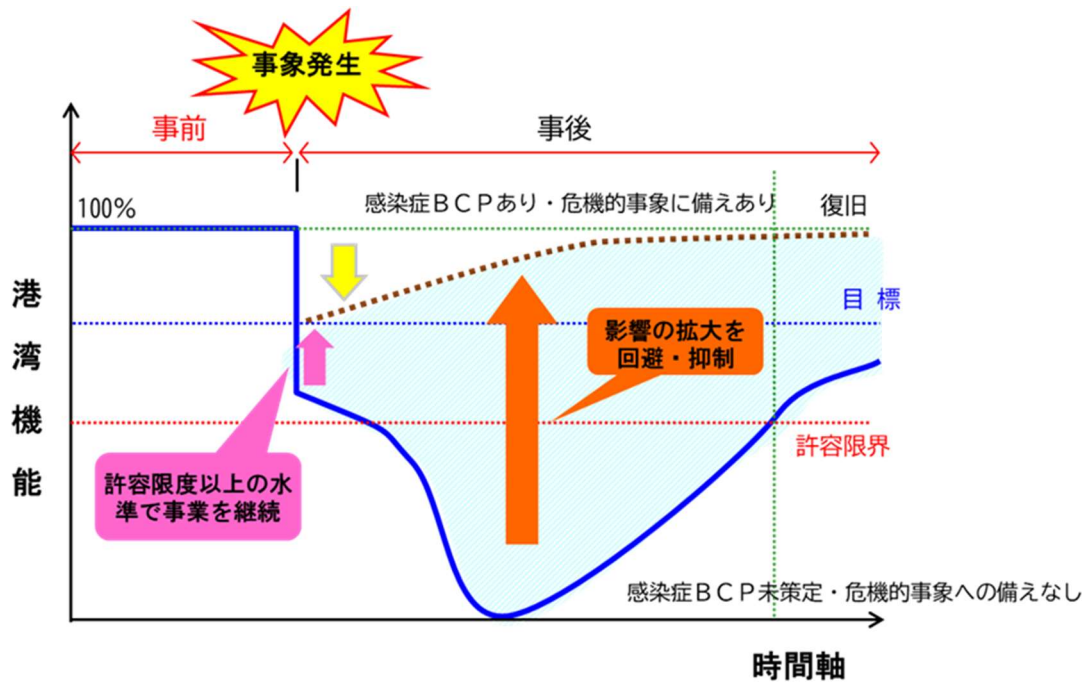 事象発生
事前
事後
100%
感染症BCPあり・危機的事象に備えあり
復旧
港湾機能
目標
影響の拡大を
回避・抑制
許容限界
許容限度以上の水
準で事業を継続
感染症BCP未策定・危機的事象への備えなし
時間軸